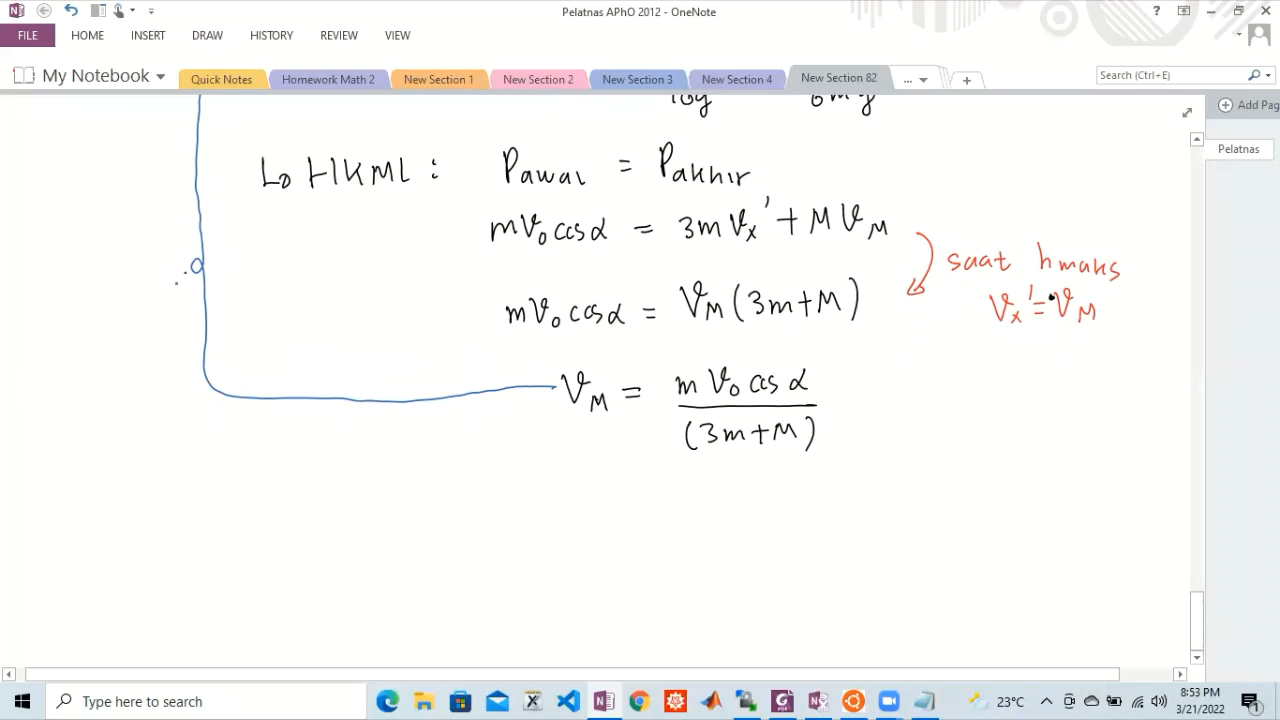 Pelatnas APhO 2012 - OneNote
FILE HOME INSERT DRAW HISTORY REVIEW VIEW
My Notebook Quick Notes Homework Math 2 New Section 1 New Section 2 New Section 3 New Section 4 New Section 82 ... Search (Ctrl+E)
Add Pag
Pelatnas
HKML : Pawal = Pakhir
mv₀ cos α = 3m vₓ' + M v_M
saat h maks
vₓ' = v_M
mv₀ cos α = v_M (3m+M)
v_M = m v₀ cos α / (3m+M)
Type here to search
23°C
8:53 PM
3/21/2022